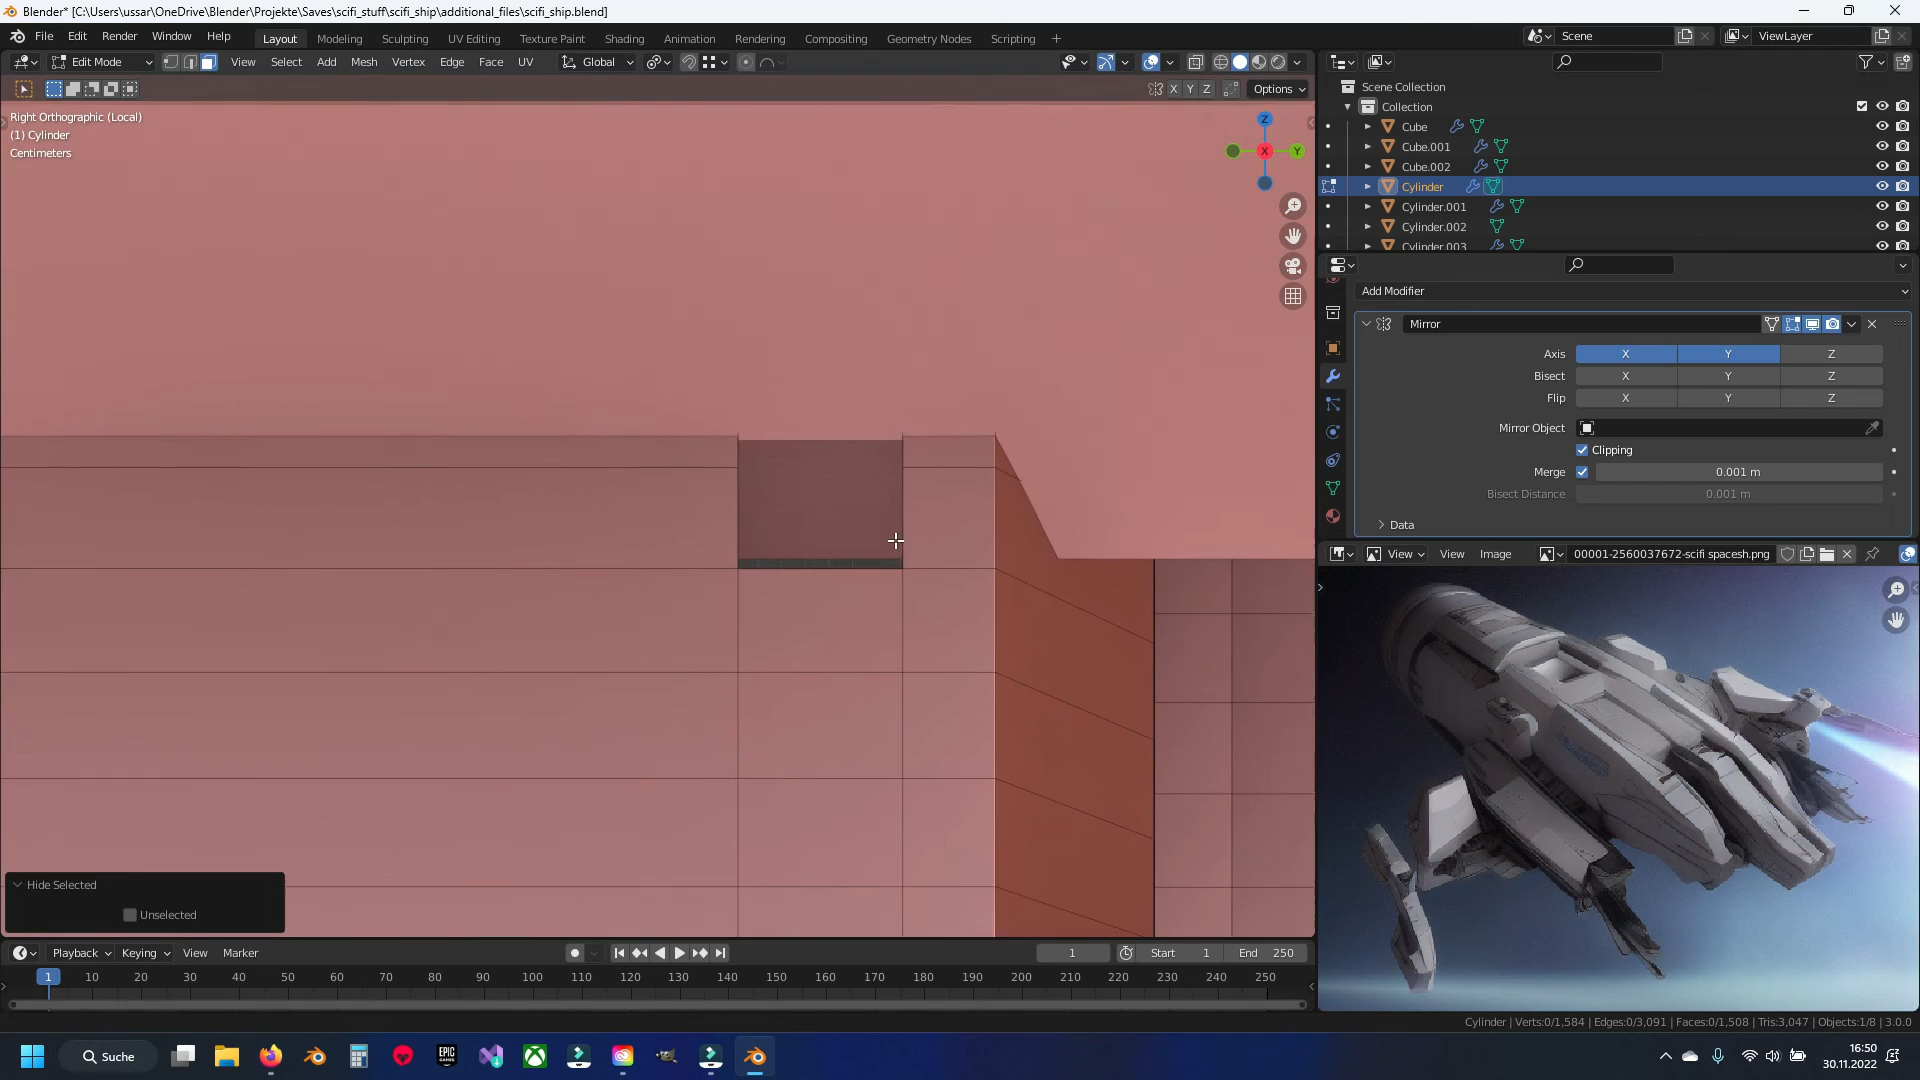 Blender* [C:\Users\ussar\OneDrive\Blender\Projekte\Saves\scifi_stuff\scifi_ship\additional_files\scifi_ship.blend]
File Edit Render Window Help Layout Modeling Sculpting UV Editing Texture Paint Shading Animation Rendering Compositing Geometry Nodes Scripting + Scene ViewLayer
Edit Mode View Select Add Mesh Vertex Edge Face UV Global
X Y Z Options
Right Orthographic (Local)
(1) Cylinder
Centimeters
Z
X
Y
Scene Collection
Collection
Cube
Cube.001
Cube.002
Cylinder
Cylinder.001
Cylinder.002
Cylinder.003
Add Modifier
Mirror
Axis X Y Z
Bisect X Y Z
Flip X Y Z
Mirror Object
Clipping
Merge 0.001 m
Bisect Distance 0.001 m
Data
View View Image 00001-2560037672-scifi spacesh.png
Hide Selected
Unselected
Playback Keying View Marker 1 Start 1 End 250
1 10 20 30 40 50 60 70 80 90 100 110 120 130 140 150 160 170 180 190 200 210 220 230 240 250
Cylinder | Verts:0/1,584 | Edges:0/3,091 | Faces:0/1,508 | Tris:3,047 | Objects:1/8 | 3.0.0
Suche
EPIC GAMES
16:50
30.11.2022